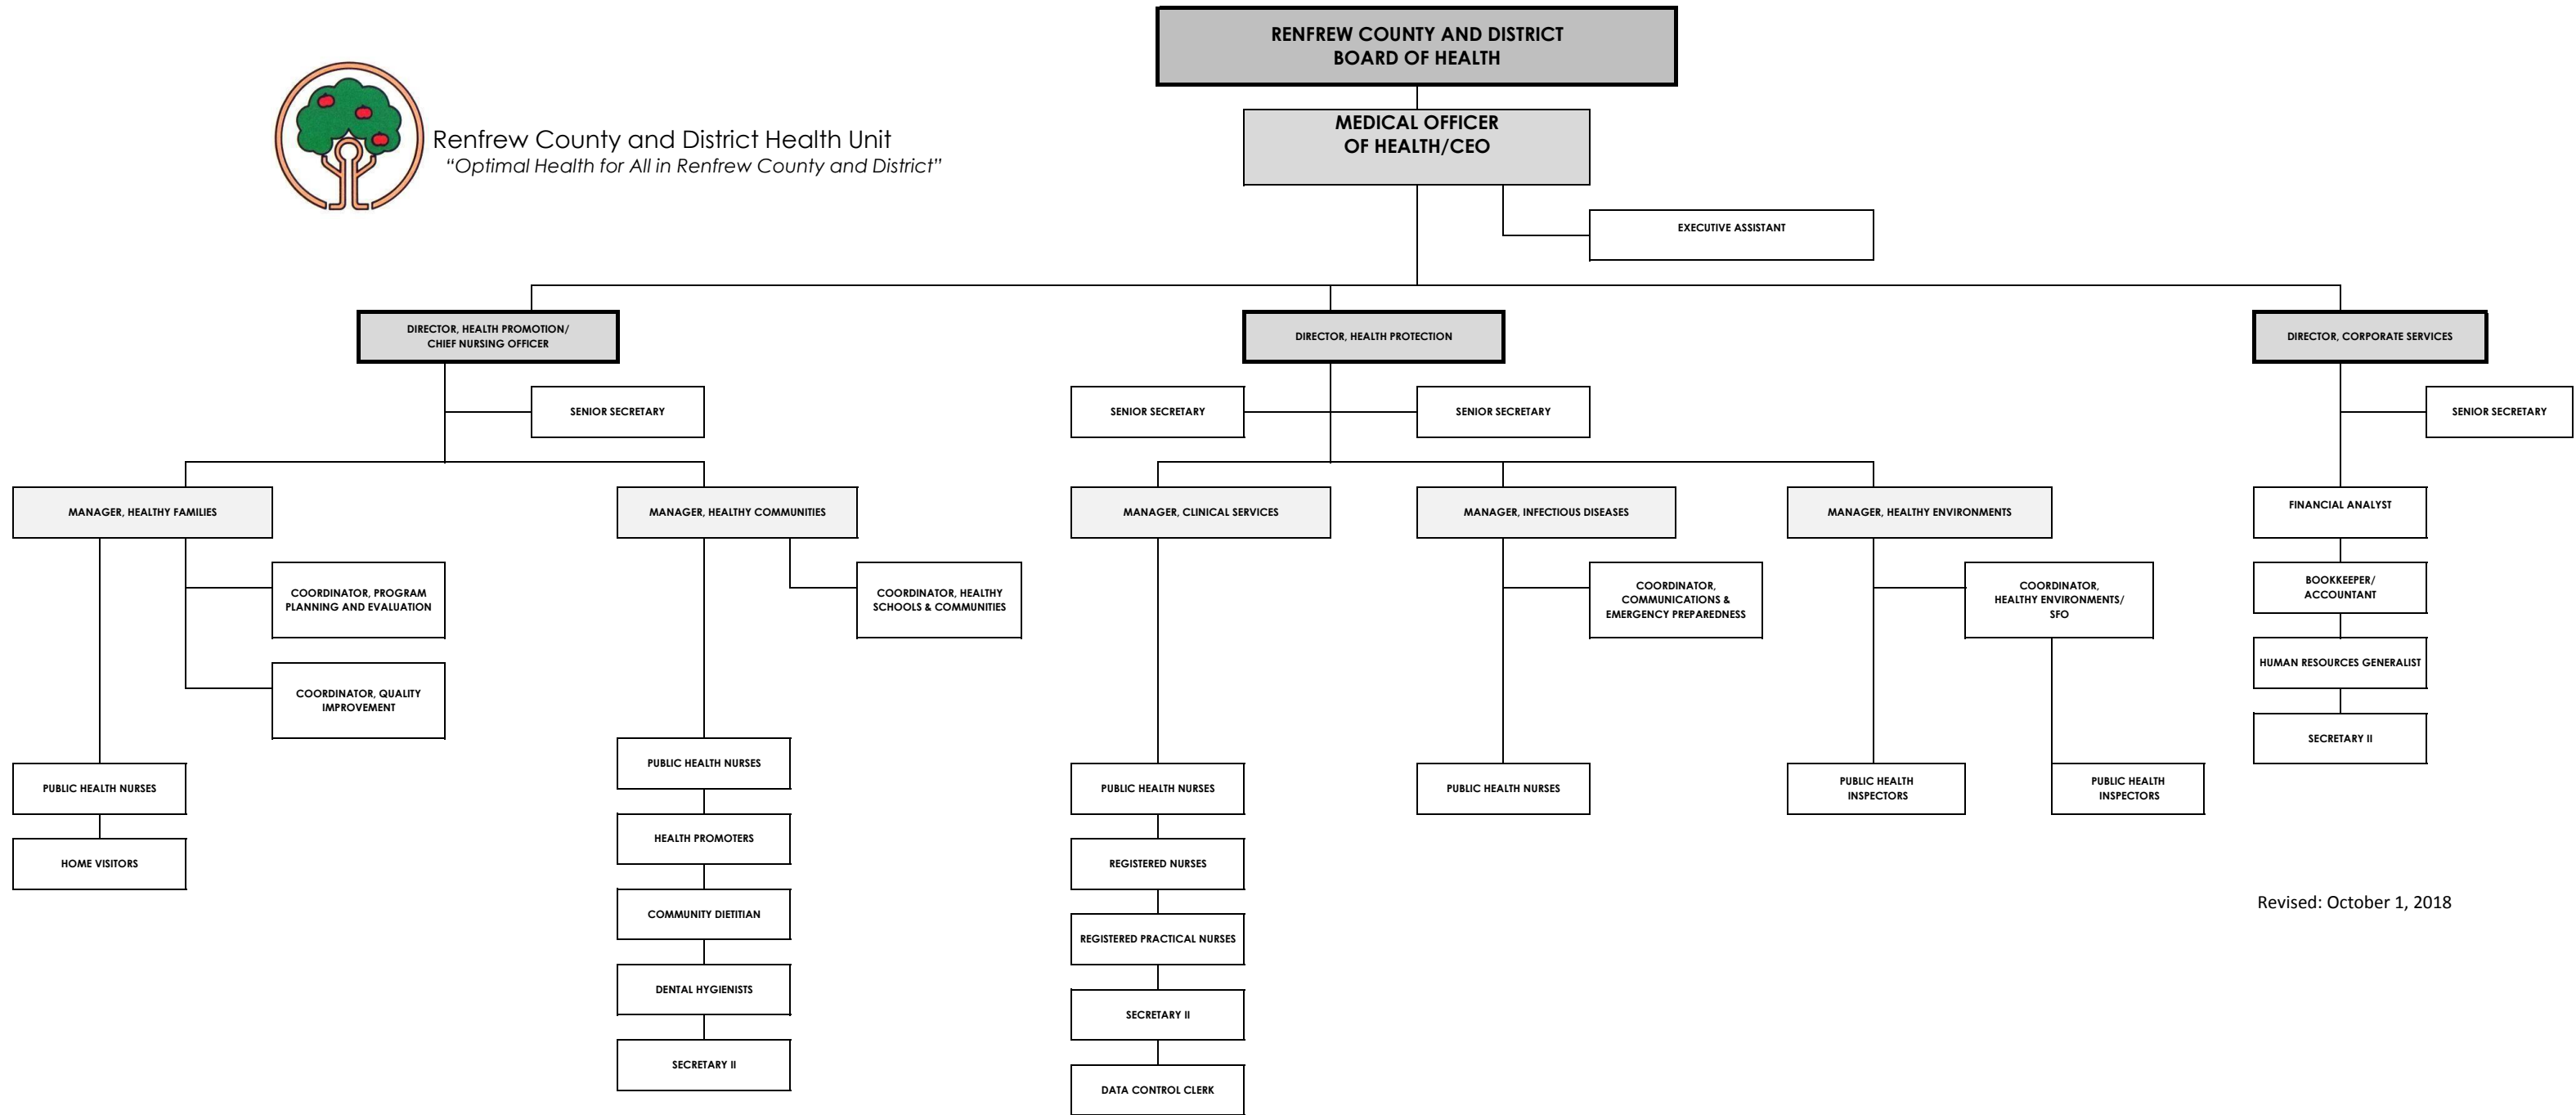 RENFREW COUNTY AND DISTRICT
BOARD OF HEALTH
MEDICAL OFFICER
OF HEALTH/CEO
Renfrew County and District Health Unit
“Optimal Health for All in Renfrew County and District”
EXECUTIVE ASSISTANT
DIRECTOR, HEALTH PROMOTION/
CHIEF NURSING OFFICER
DIRECTOR, HEALTH PROTECTION
DIRECTOR, CORPORATE SERVICES
SENIOR SECRETARY
SENIOR SECRETARY
SENIOR SECRETARY
SENIOR SECRETARY
MANAGER, HEALTHY FAMILIES
MANAGER, HEALTHY COMMUNITIES
MANAGER, CLINICAL SERVICES
MANAGER, INFECTIOUS DISEASES
MANAGER, HEALTHY ENVIRONMENTS
FINANCIAL ANALYST
COORDINATOR, PROGRAM
PLANNING AND EVALUATION
COORDINATOR, HEALTHY
SCHOOLS & COMMUNITIES
COORDINATOR,
COMMUNICATIONS &
EMERGENCY PREPAREDNESS
COORDINATOR,
HEALTHY ENVIRONMENTS/
SFO
BOOKKEEPER/
ACCOUNTANT
HUMAN RESOURCES GENERALIST
COORDINATOR, QUALITY
IMPROVEMENT
SECRETARY II
PUBLIC HEALTH NURSES
PUBLIC HEALTH NURSES
PUBLIC HEALTH NURSES
PUBLIC HEALTH NURSES
PUBLIC HEALTH
INSPECTORS
PUBLIC HEALTH
INSPECTORS
HOME VISITORS
HEALTH PROMOTERS
REGISTERED NURSES
COMMUNITY DIETITIAN
REGISTERED PRACTICAL NURSES
Revised: October 1, 2018
DENTAL HYGIENISTS
SECRETARY II
SECRETARY II
DATA CONTROL CLERK